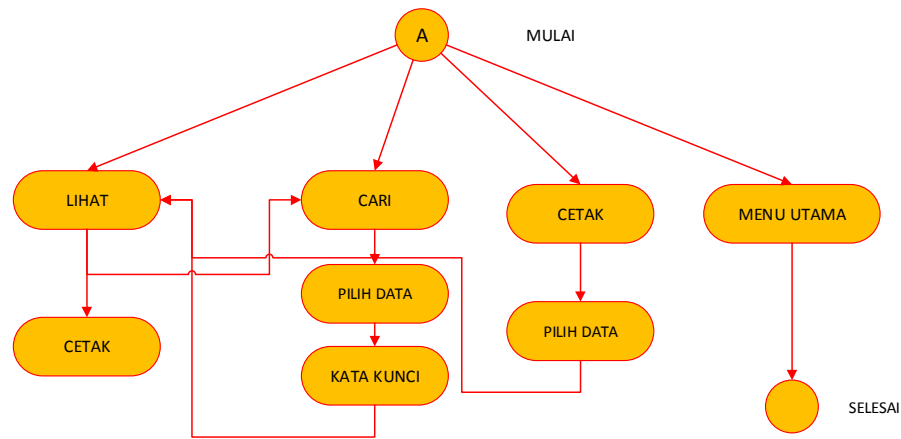 A
MULAI
LIHAT
CARI
CETAK
MENU UTAMA
PILIH DATA
CETAK
PILIH DATA
KATA KUNCI
SELESAI